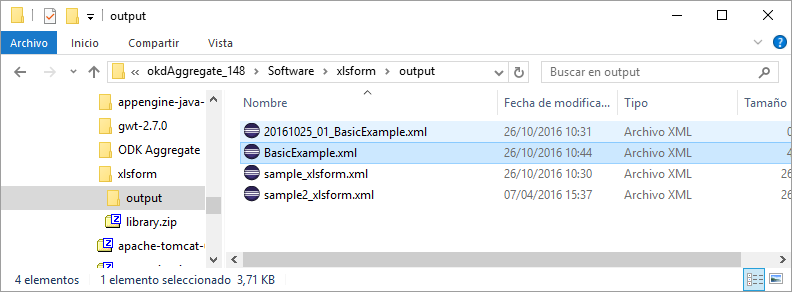 output
Archivo Inicio Compartir Vista
« okdAggregate_148 > Software > xlsform > output Buscar en output
appengine-java-
gwt-2.7.0
ODK Aggregate
xlsform
output
library.zip
apache-tomcat-
Nombre Fecha de modifica... Tipo Tamaño
20161025_01_BasicExample.xml 26/10/2016 10:31 Archivo XML 0
BasicExample.xml 26/10/2016 10:44 Archivo XML 4
sample_xlsform.xml 26/10/2016 10:30 Archivo XML 26
sample2_xlsform.xml 07/04/2016 15:37 Archivo XML 26
4 elementos 1 elemento seleccionado 3,71 KB